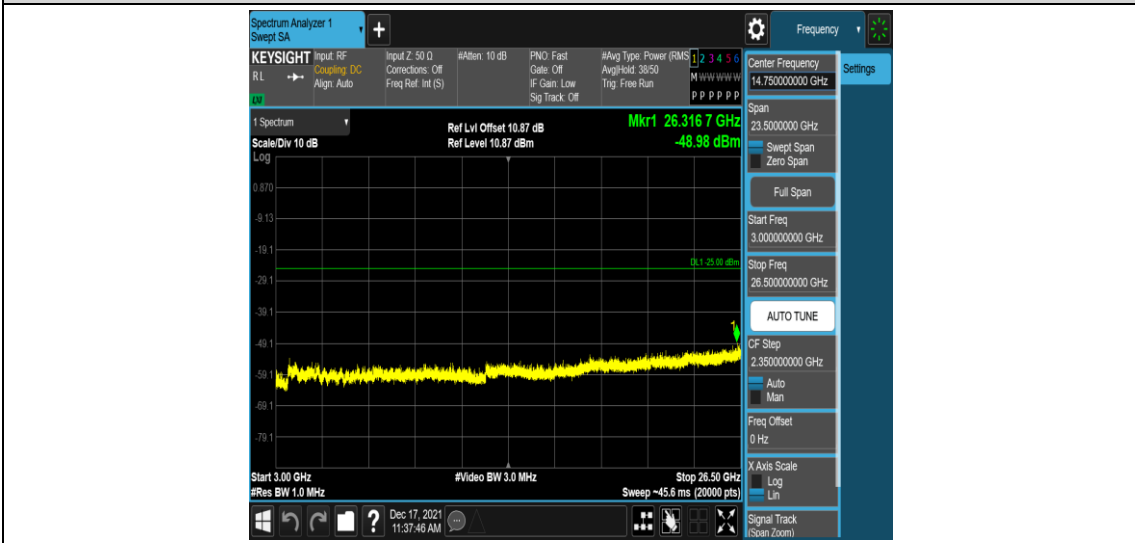 Spectrum Analyzer 1
Swept SA
+
Frequency
KEYSIGHT
RL
LXI
Input: RF
Coupling: DC
Align: Auto
Input Z: 50 Ω
Corrections: Off
Freq Ref: Int (S)
#Atten: 10 dB
PNO: Fast
Gate: Off
IF Gain: Low
Sig Track: Off
#Avg Type: Power (RMS
Avg|Hold: 38/50
Trig: Free Run
1 2 3 4 5 6
M W W W W W
P P P P P P
1 Spectrum
Scale/Div 10 dB
Log
Ref Lvl Offset 10.87 dB
Ref Level 10.87 dBm
Mkr1 26.316 7 GHz
-48.98 dBm
0.870
-9.13
-19.1
DL1 -25.00 dBm
-29.1
-39.1
1
-49.1
-59.1
-69.1
-79.1
Start 3.00 GHz
#Video BW 3.0 MHz
Stop 26.50 GHz
#Res BW 1.0 MHz
Sweep ~45.6 ms (20000 pts)
?
Dec 17, 2021
11:37:46 AM
Center Frequency
14.750000000 GHz
Settings
Span
23.5000000 GHz
Swept Span
Zero Span
Full Span
Start Freq
3.000000000 GHz
Stop Freq
26.500000000 GHz
AUTO TUNE
CF Step
2.350000000 GHz
Auto
Man
Freq Offset
0 Hz
X Axis Scale
Log
Lin
Signal Track
(Span Zoom)